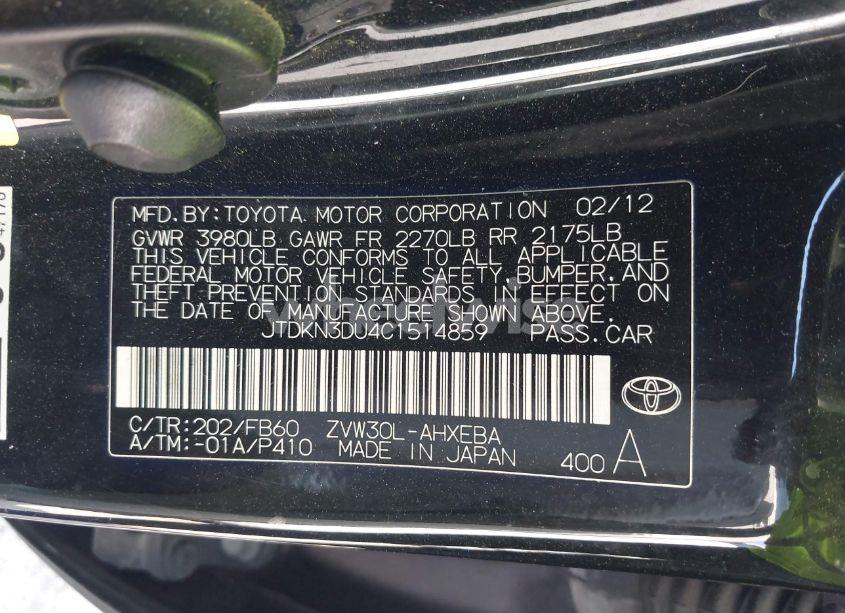 MFD.BY:TOYOTA MOTOR CORPORATION 02/12
GVWR 3980LB GAWR FR 2270LB RR 2175LB
THIS VEHICLE CONFORMS TO ALL APPLICABLE
FEDERAL MOTOR VEHICLE SAFETY,BUMPER,AND
THEFT PREVENTION STANDARDS IN EFFECT ON
THE DATE OF MANUFACTURE SHOWN ABOVE.
JTDKN3DU4C1514859 PASS.CAR
C/TR:202/FB60 ZVW30L-AHXEBA
A/TM:-01A/P410 MADE IN JAPAN 400 A